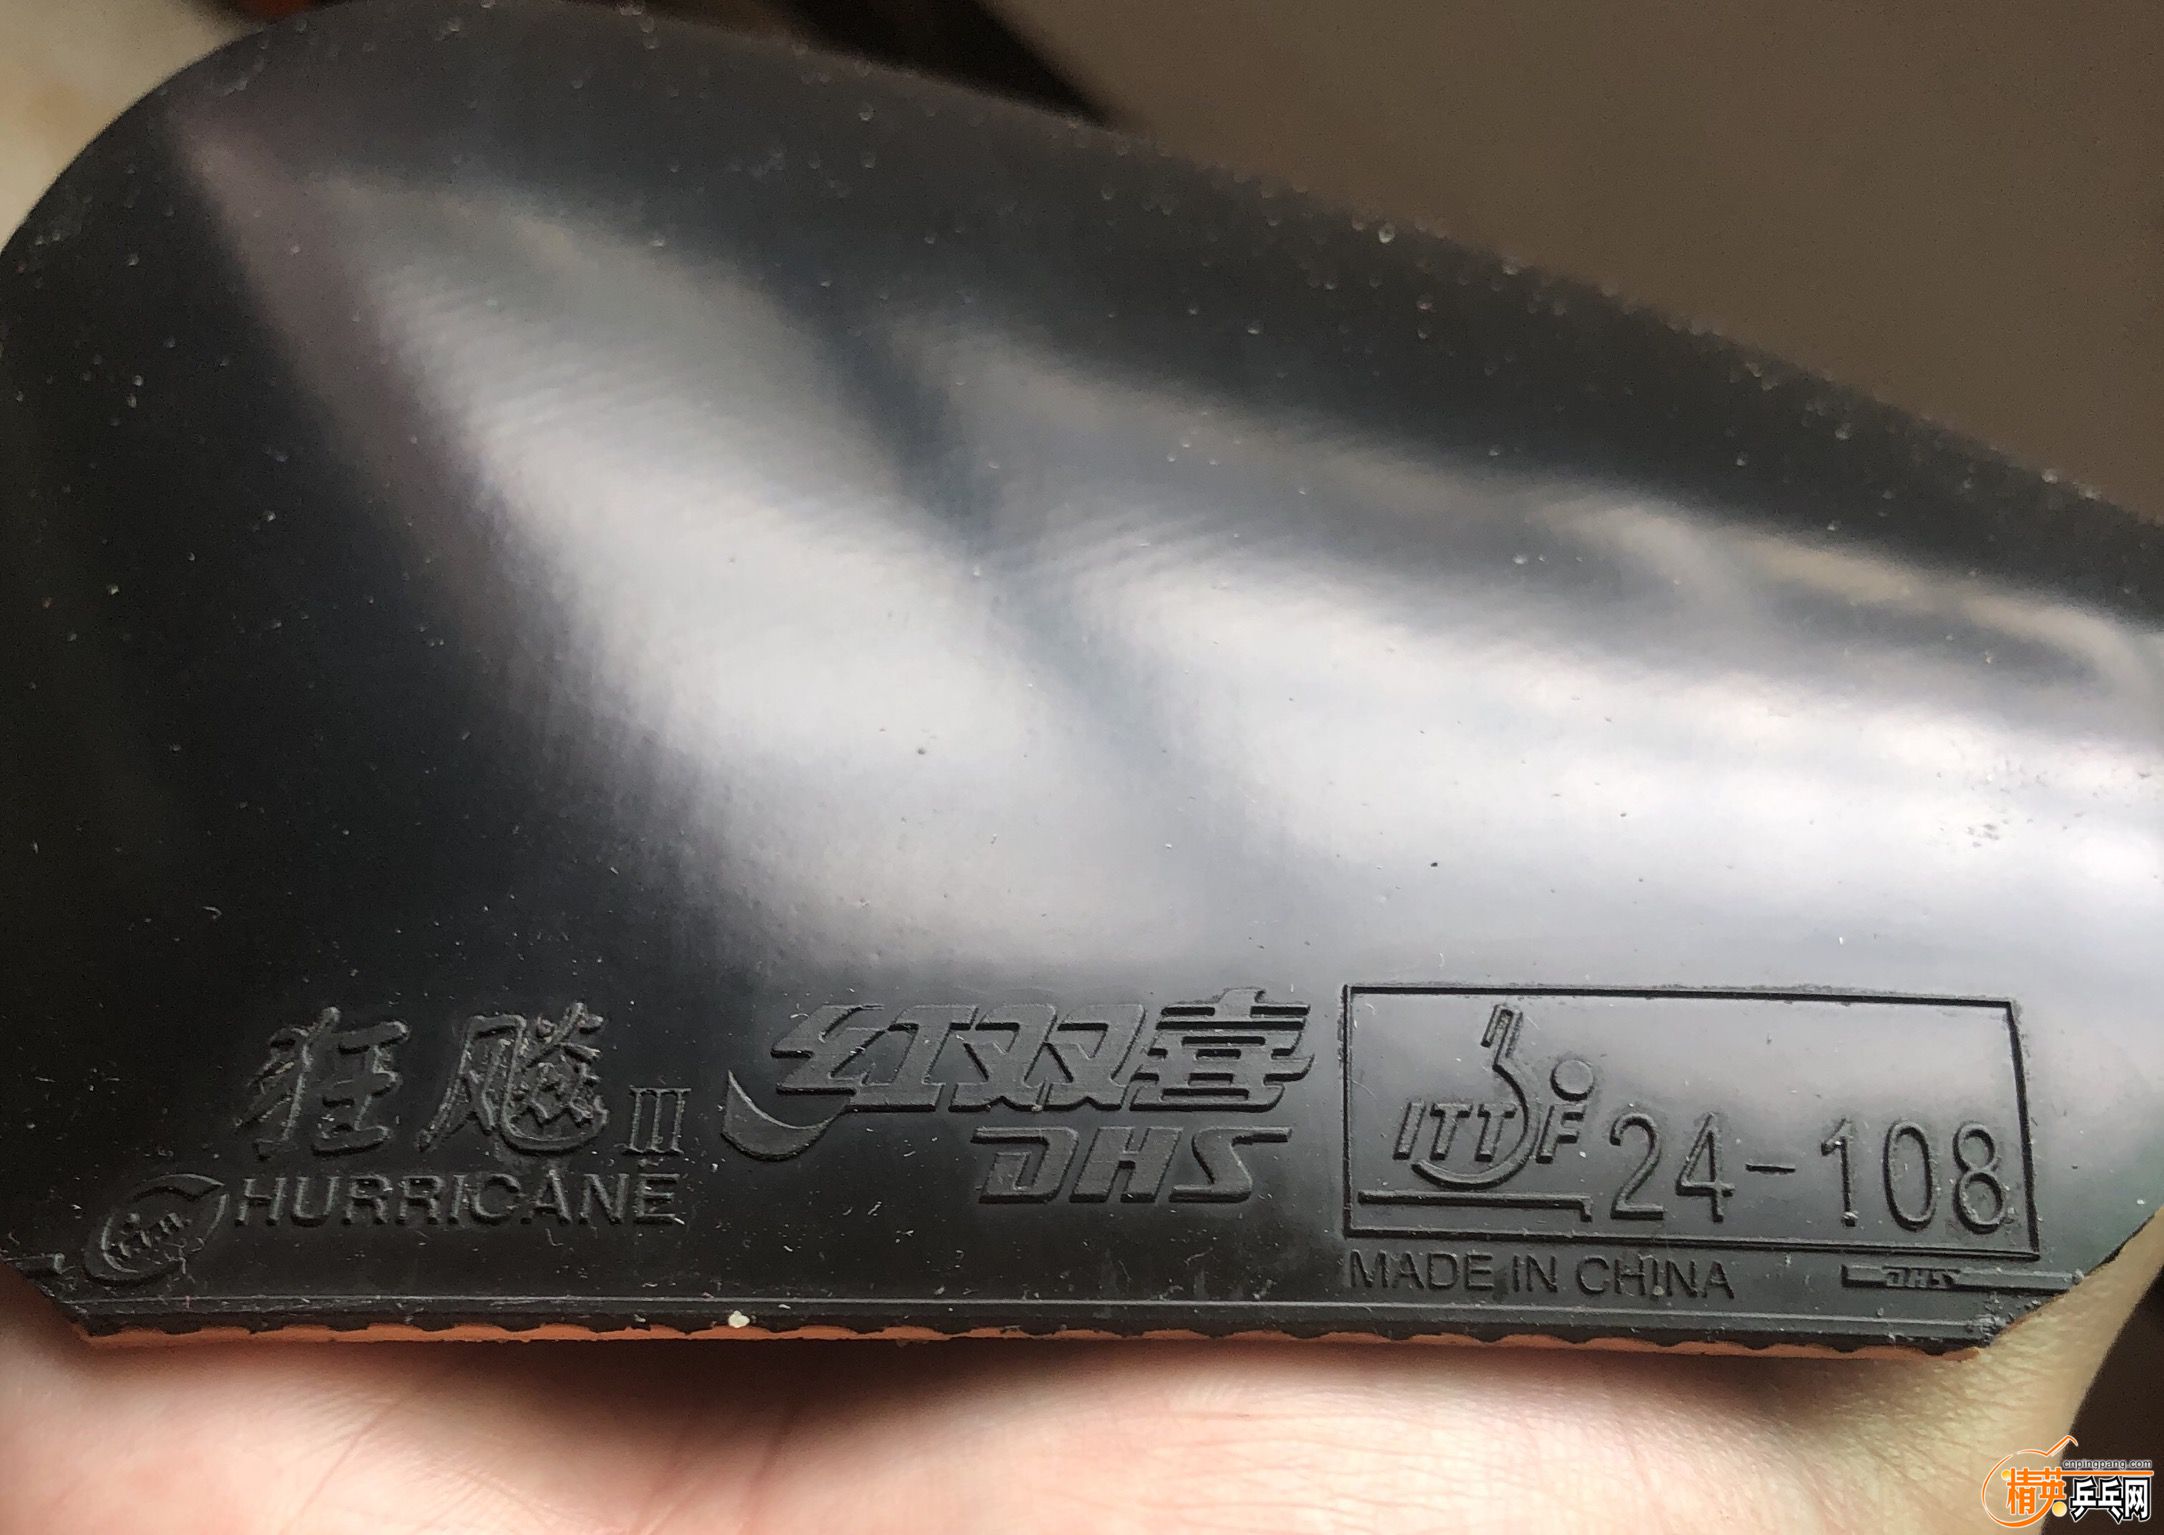 狂飚III
HURRICANE
红双喜
DHS
ITTF 24-108
MADE IN CHINA
DHS
cnpingpang.com
精英乒乓网